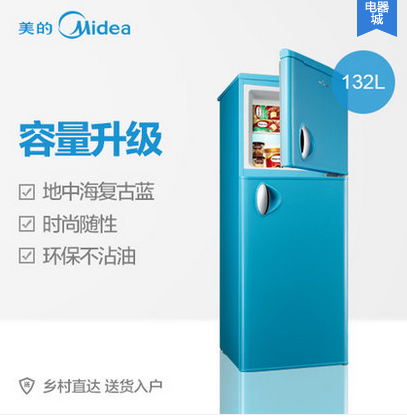 美的 Midea
电器
城
132L
容量升级
地中海复古蓝
时尚随性
环保不沾油
乡村直达 送货入户